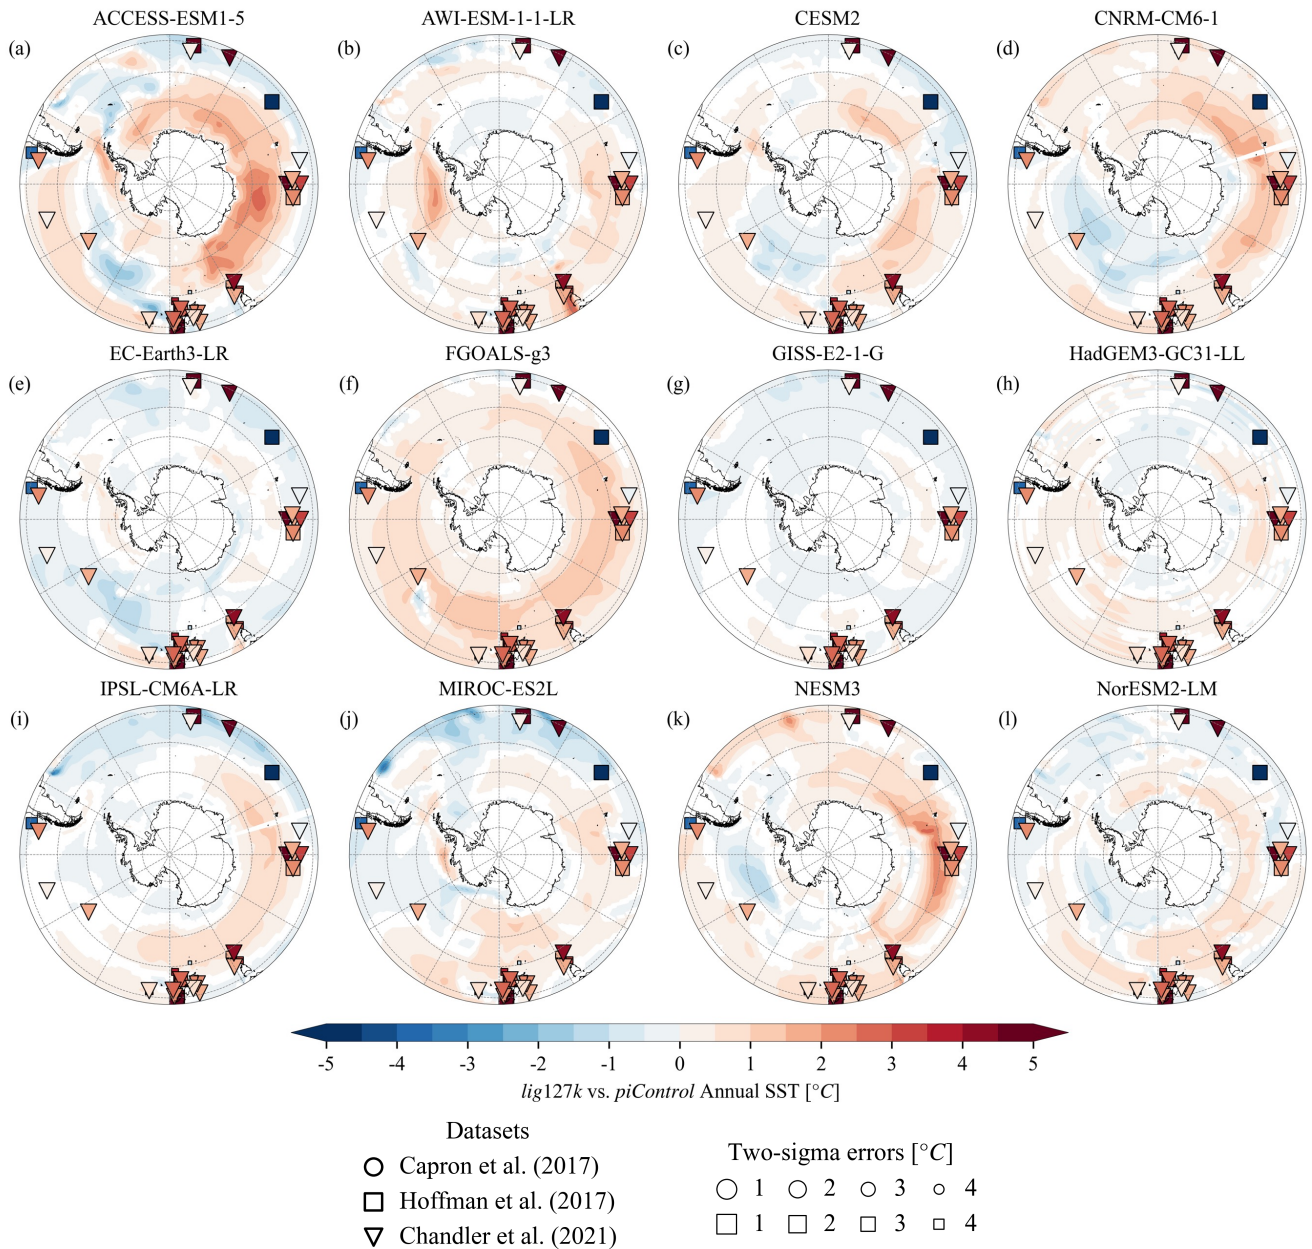 ACCESS-ESM1-5
AWI-ESM-1-1-LR
CESM2
CNRM-CM6-1
(a)
(b)
(c)
(d)
EC-Earth3-LR
FGOALS-g3
GISS-E2-1-G
HadGEM3-GC31-LL
(e)
(f)
(g)
(h)
IPSL-CM6A-LR
MIROC-ES2L
NESM3
NorESM2-LM
(i)
(j)
(k)
(l)
-5 -4 -3 -2 -1 0 1 2 3 4 5
lig127k vs. piControl Annual SST [°C]
Datasets
Capron et al. (2017)
Hoffman et al. (2017)
Chandler et al. (2021)
Two-sigma errors [°C]
1 2 3 4
1 2 3 4